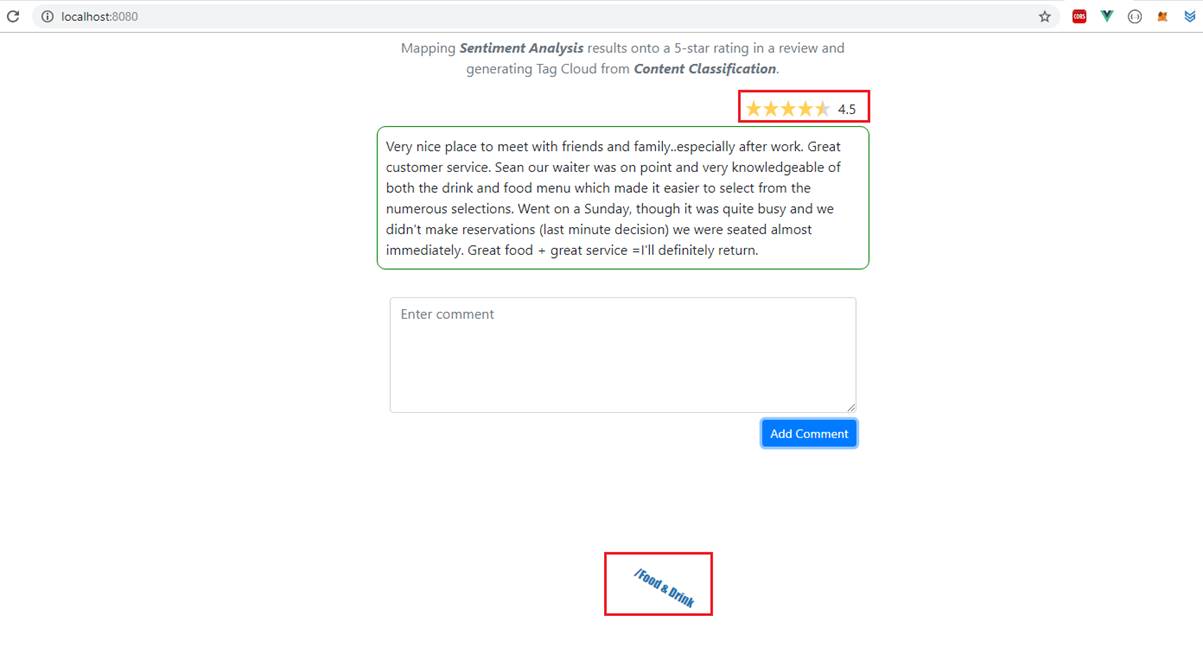 localhost:8080
CORS
Mapping Sentiment Analysis results onto a 5-star rating in a review and
generating Tag Cloud from Content Classification.
4.5
Very nice place to meet with friends and family..especially after work. Great
customer service. Sean our waiter was on point and very knowledgeable of
both the drink and food menu which made it easier to select from the
numerous selections. Went on a Sunday, though it was quite busy and we
didn't make reservations (last minute decision) we were seated almost
immediately. Great food + great service =I'll definitely return.
Enter comment
Add Comment
/Food & Drink